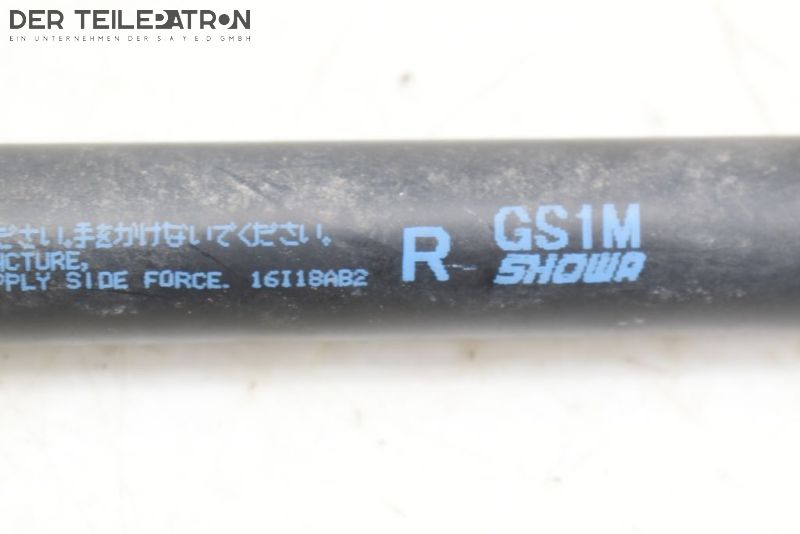 DER TEILEPATRON
EIN UNTERNEHMEN DER S A Y E.D GMBH
ださい。手をかけないでください。
NCTURE,
PPLY SIDE FORCE. 16I18AB2
R
GS1M
SHOWA